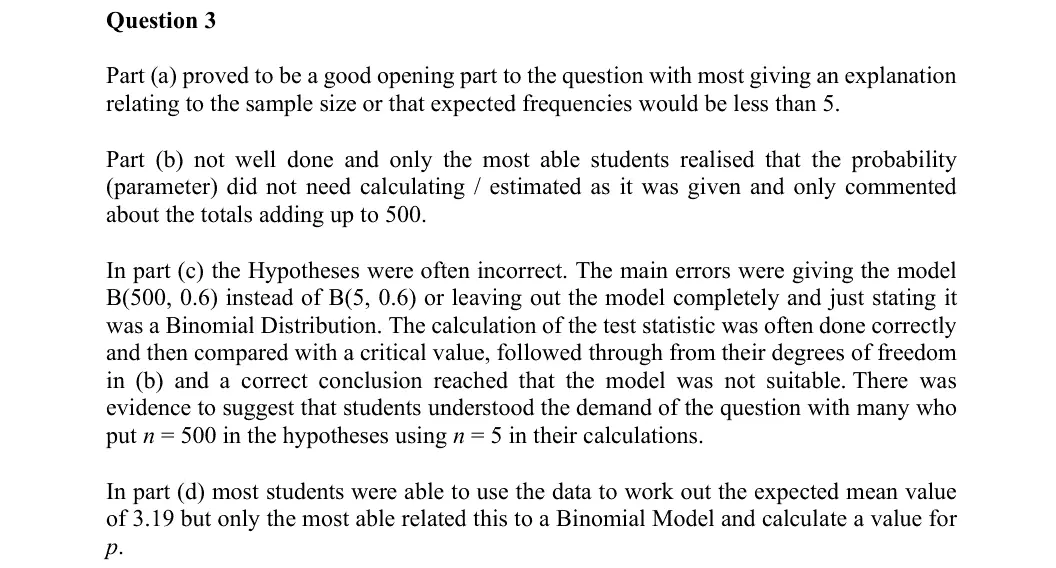 Question 3
Part (a) proved to be a good opening part to the question with most giving an explanation
relating to the sample size or that expected frequencies would be less than 5.
Part (b) not well done and only the most able students realised that the probability
(parameter) did not need calculating / estimated as it was given and only commented
about the totals adding up to 500.
In part (c) the Hypotheses were often incorrect. The main errors were giving the model
B(500, 0.6) instead of B(5, 0.6) or leaving out the model completely and just stating it
was a Binomial Distribution. The calculation of the test statistic was often done correctly
and then compared with a critical value, followed through from their degrees of freedom
in (b) and a correct conclusion reached that the model was not suitable. There was
evidence to suggest that students understood the demand of the question with many who
put n = 500 in the hypotheses using n = 5 in their calculations.
In part (d) most students were able to use the data to work out the expected mean value
of 3.19 but only the most able related this to a Binomial Model and calculate a value for
p.